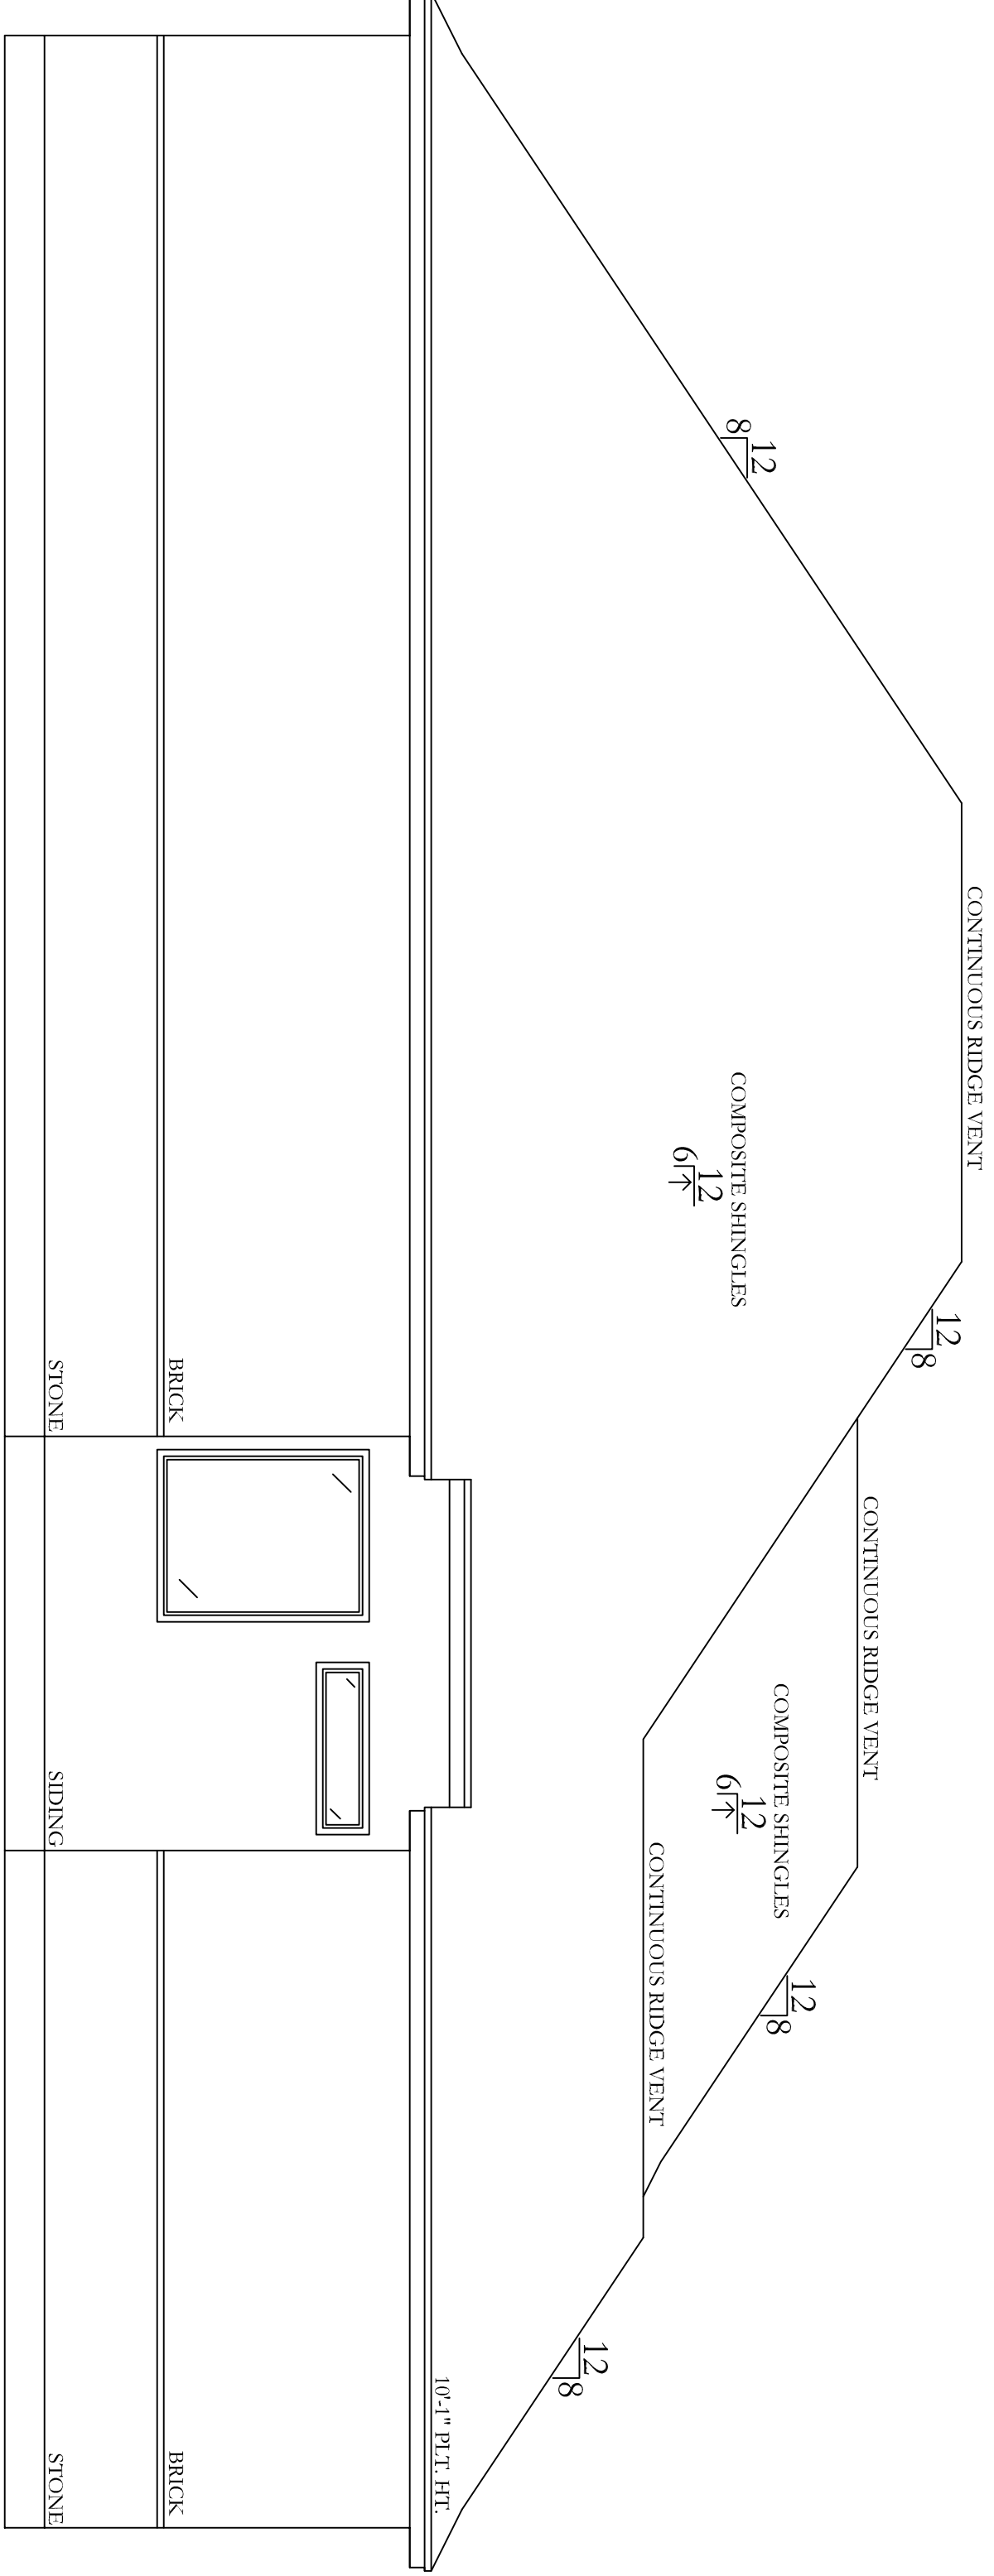 CONTINUOUS RIDGE VENT
12
8
12
8
CONTINUOUS RIDGE VENT
COMPOSITE SHINGLES
12
6
12
8
COMPOSITE SHINGLES
12
6
CONTINUOUS RIDGE VENT
12
8
10'-1" PLT. HT.
BRICK
BRICK
STONE
SIDING
STONE